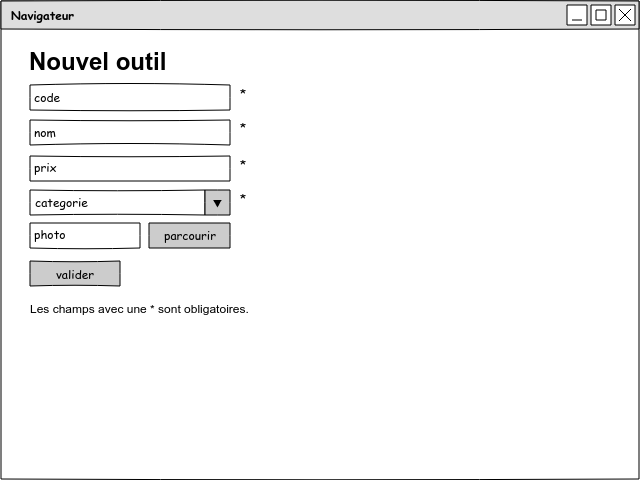 Navigateur
Nouvel outil
code *
nom *
prix *
categorie *
photo parcourir
valider
Les champs avec une * sont obligatoires.